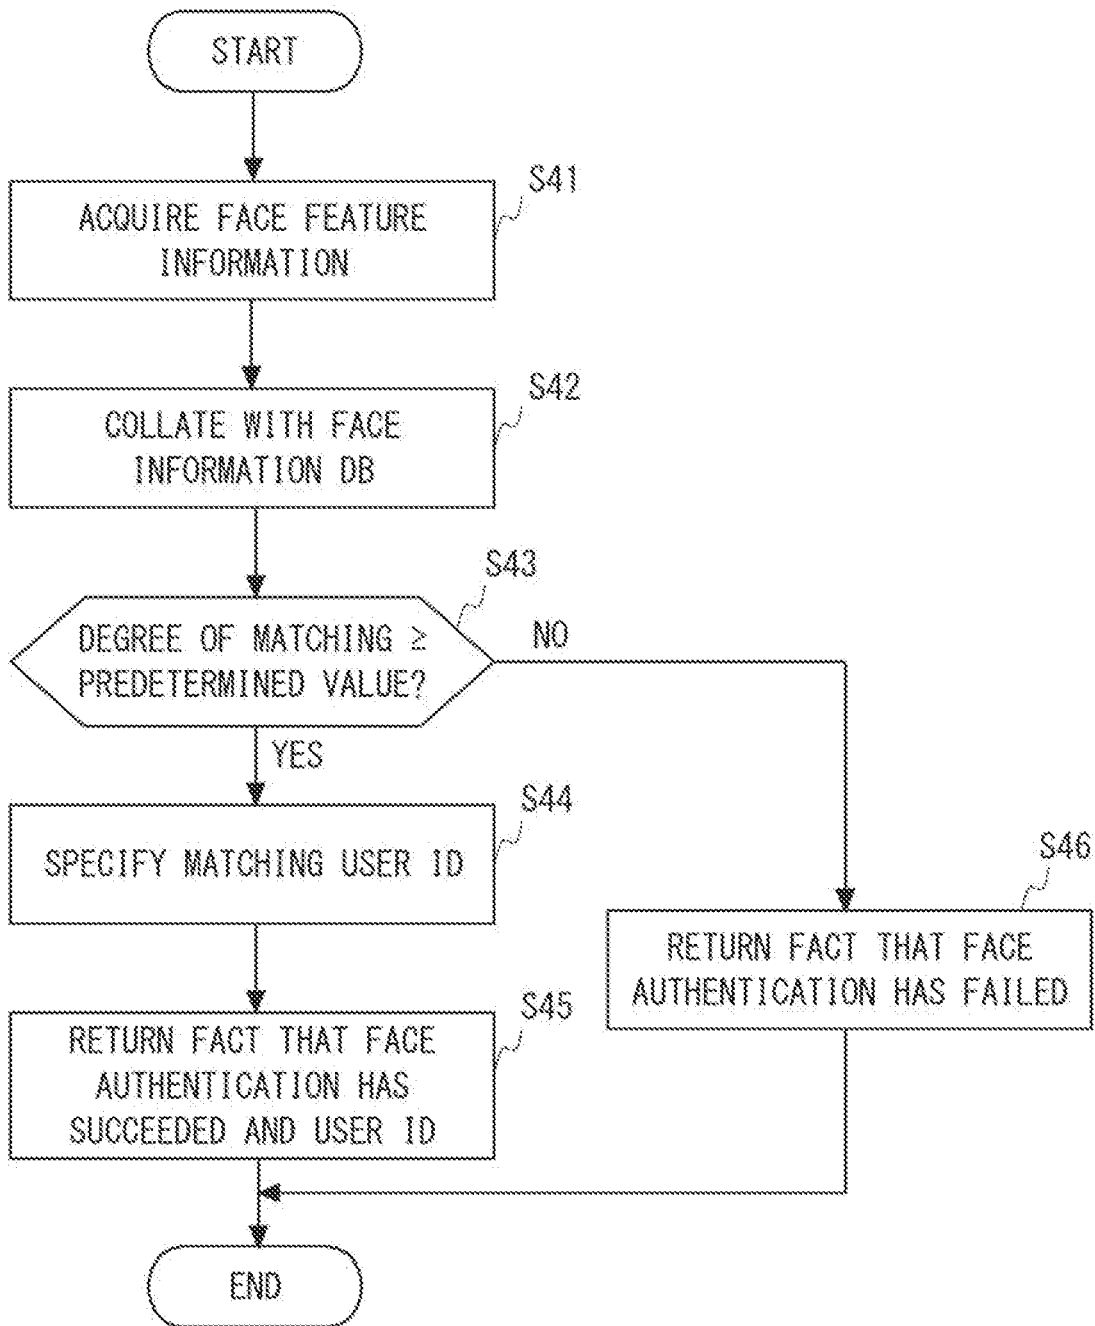 START
S41
ACQUIRE FACE FEATURE
INFORMATION
S42
COLLATE WITH FACE
INFORMATION DB
S43
DEGREE OF MATCHING ≥
PREDETERMINED VALUE?
NO
YES
S44
SPECIFY MATCHING USER ID
S46
RETURN FACT THAT FACE
AUTHENTICATION HAS FAILED
S45
RETURN FACT THAT FACE
AUTHENTICATION HAS
SUCCEEDED AND USER ID
END